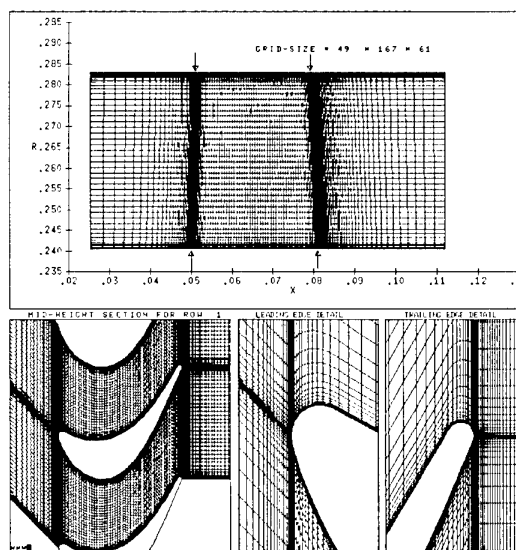 .295
.290
GRID-SIZE = 49 * 167 * 61
.285
.280
.275
.270
R.265
.260
.255
.250
.245
.240
.235
.02 .03 .04 .05 .06 .07 .08 .09 .10 .11 .12 0.
X
MID-HEIGHT SECTION FOR ROW 1
LEADING EDGE DETAIL
TRAILING EDGE DETAIL